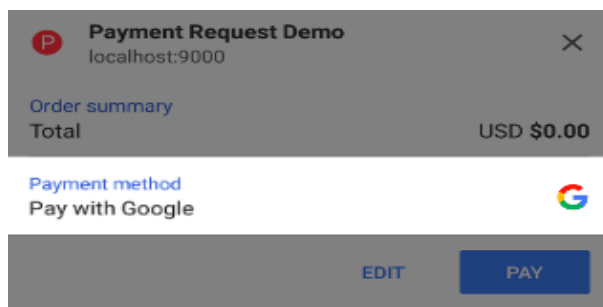 P
Payment Request Demo
localhost:9000
Order summary
Total USD $0.00
Payment method
Pay with Google
G
EDIT PAY